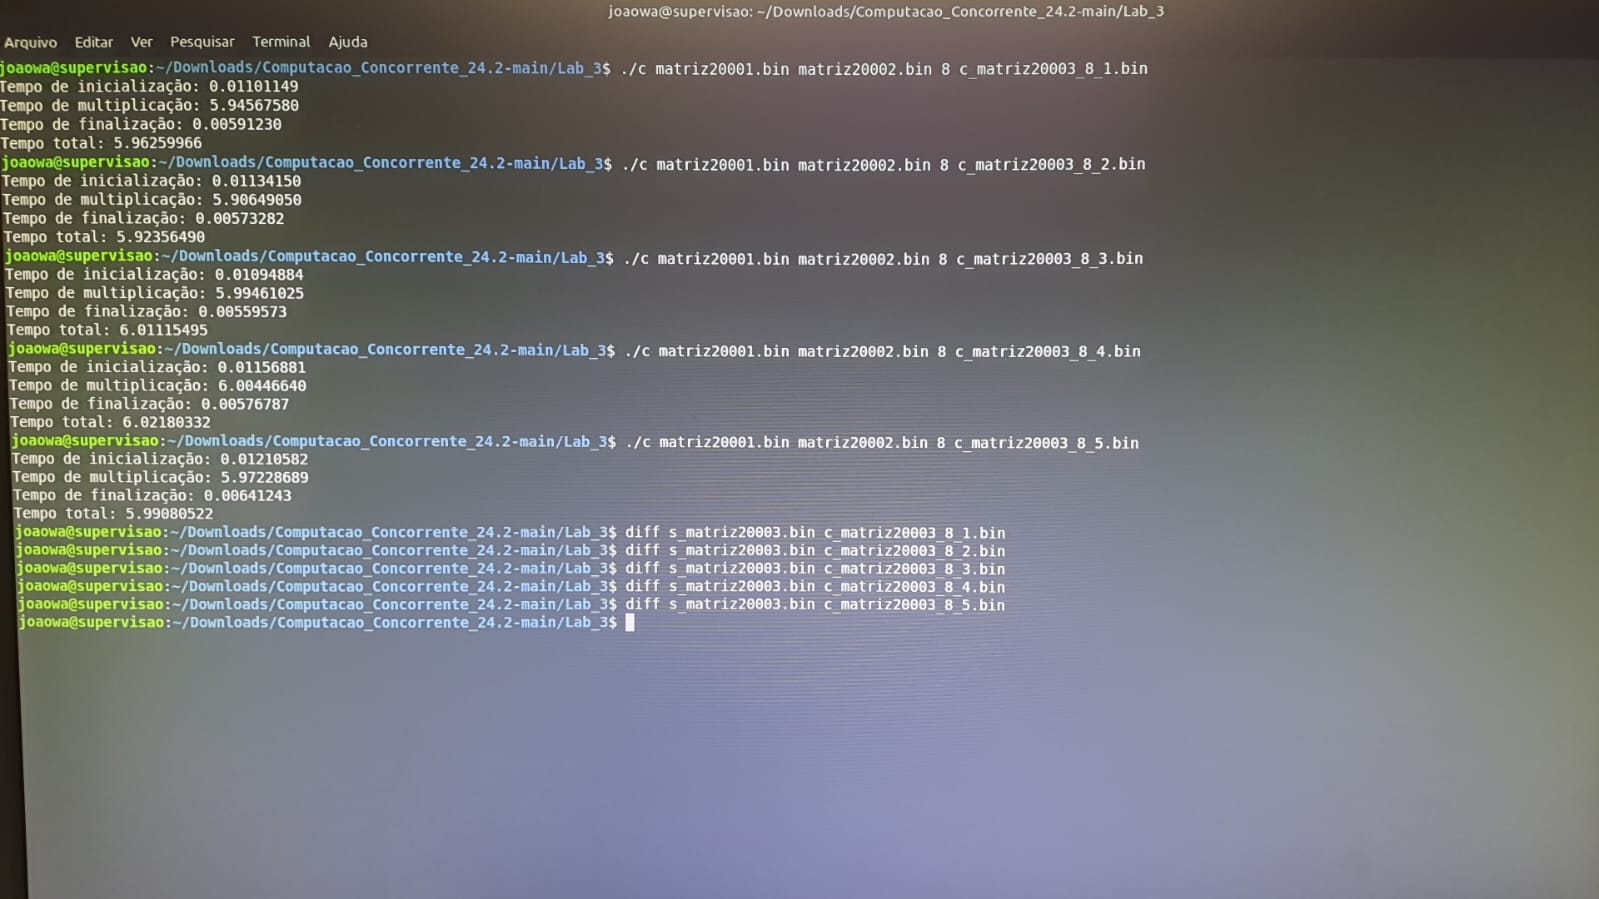 joaowa@supervisao: ~/Downloads/Computacao_Concorrente_24.2-main/Lab_3
Arquivo Editar Ver Pesquisar Terminal Ajuda
joaowa@supervisao:~/Downloads/Computacao_Concorrente_24.2-main/Lab_3$ ./c matriz20001.bin matriz20002.bin 8 c_matriz20003_8_1.bin
Tempo de inicialização: 0.01101149
Tempo de multiplicação: 5.94567580
Tempo de finalização: 0.00591230
Tempo total: 5.96259966
joaowa@supervisao:~/Downloads/Computacao_Concorrente_24.2-main/Lab_3$ ./c matriz20001.bin matriz20002.bin 8 c_matriz20003_8_2.bin
Tempo de inicialização: 0.01134150
Tempo de multiplicação: 5.90649050
Tempo de finalização: 0.00573282
Tempo total: 5.92356490
joaowa@supervisao:~/Downloads/Computacao_Concorrente_24.2-main/Lab_3$ ./c matriz20001.bin matriz20002.bin 8 c_matriz20003_8_3.bin
Tempo de inicialização: 0.01094884
Tempo de multiplicação: 5.99461025
Tempo de finalização: 0.00559573
Tempo total: 6.01115495
joaowa@supervisao:~/Downloads/Computacao_Concorrente_24.2-main/Lab_3$ ./c matriz20001.bin matriz20002.bin 8 c_matriz20003_8_4.bin
Tempo de inicialização: 0.01156881
Tempo de multiplicação: 6.00446640
Tempo de finalização: 0.00576787
Tempo total: 6.02180332
joaowa@supervisao:~/Downloads/Computacao_Concorrente_24.2-main/Lab_3$ ./c matriz20001.bin matriz20002.bin 8 c_matriz20003_8_5.bin
Tempo de inicialização: 0.01210582
Tempo de multiplicação: 5.97228689
Tempo de finalização: 0.00641243
Tempo total: 5.99080522
joaowa@supervisao:~/Downloads/Computacao_Concorrente_24.2-main/Lab_3$ diff s_matriz20003.bin c_matriz20003_8_1.bin
joaowa@supervisao:~/Downloads/Computacao_Concorrente_24.2-main/Lab_3$ diff s_matriz20003.bin c_matriz20003_8_2.bin
joaowa@supervisao:~/Downloads/Computacao_Concorrente_24.2-main/Lab_3$ diff s_matriz20003.bin c_matriz20003_8_3.bin
joaowa@supervisao:~/Downloads/Computacao_Concorrente_24.2-main/Lab_3$ diff s_matriz20003.bin c_matriz20003_8_4.bin
joaowa@supervisao:~/Downloads/Computacao_Concorrente_24.2-main/Lab_3$ diff s_matriz20003.bin c_matriz20003_8_5.bin
joaowa@supervisao:~/Downloads/Computacao_Concorrente_24.2-main/Lab_3$